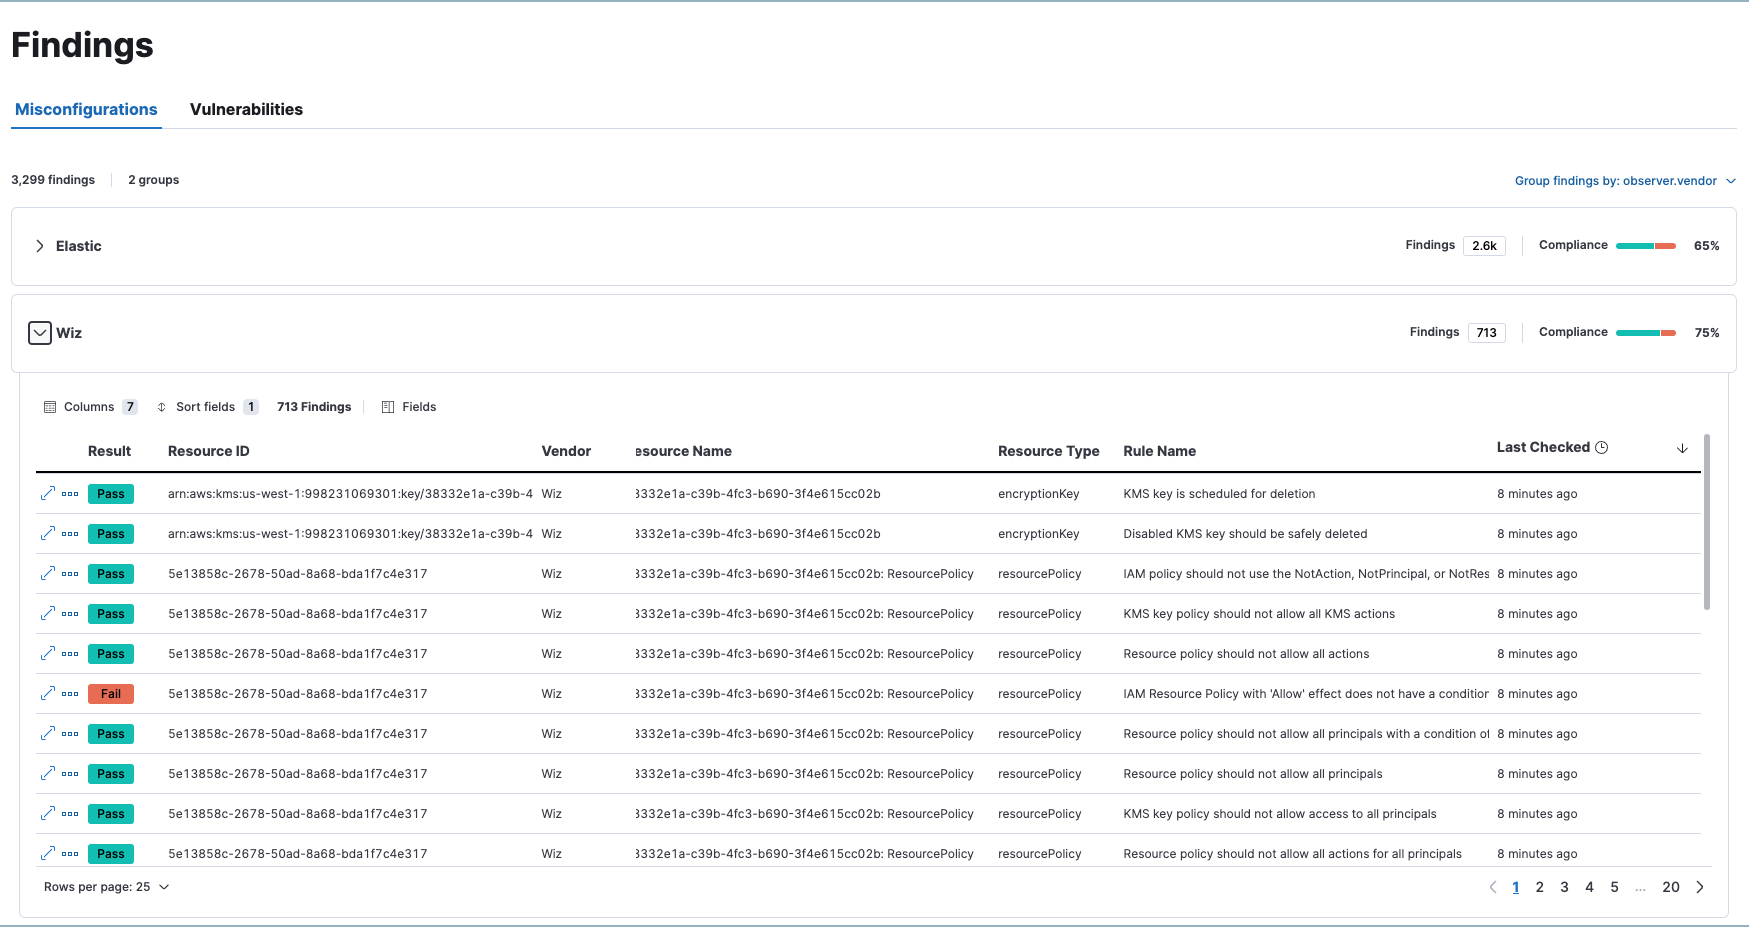 Findings
Misconfigurations Vulnerabilities
3,299 findings 2 groups Group findings by: observer.vendor
Elastic Findings 2.6k Compliance 65%
Wiz Findings 713 Compliance 75%
Columns 7 Sort fields 1 713 Findings Fields
Result Resource ID Vendor esource Name Resource Type Rule Name Last Checked
Pass arn:aws:kms:us-west-1:998231069301:key/38332e1a-c39b-4 Wiz 3332e1a-c39b-4fc3-b690-3f4e615cc02b encryptionKey KMS key is scheduled for deletion 8 minutes ago
Pass arn:aws:kms:us-west-1:998231069301:key/38332e1a-c39b-4 Wiz 3332e1a-c39b-4fc3-b690-3f4e615cc02b encryptionKey Disabled KMS key should be safely deleted 8 minutes ago
Pass 5e13858c-2678-50ad-8a68-bda1f7c4e317 Wiz 3332e1a-c39b-4fc3-b690-3f4e615cc02b: ResourcePolicy resourcePolicy IAM policy should not use the NotAction, NotPrincipal, or NotRes 8 minutes ago
Pass 5e13858c-2678-50ad-8a68-bda1f7c4e317 Wiz 3332e1a-c39b-4fc3-b690-3f4e615cc02b: ResourcePolicy resourcePolicy KMS key policy should not allow all KMS actions 8 minutes ago
Pass 5e13858c-2678-50ad-8a68-bda1f7c4e317 Wiz 3332e1a-c39b-4fc3-b690-3f4e615cc02b: ResourcePolicy resourcePolicy Resource policy should not allow all actions 8 minutes ago
Fail 5e13858c-2678-50ad-8a68-bda1f7c4e317 Wiz 3332e1a-c39b-4fc3-b690-3f4e615cc02b: ResourcePolicy resourcePolicy IAM Resource Policy with 'Allow' effect does not have a condition 8 minutes ago
Pass 5e13858c-2678-50ad-8a68-bda1f7c4e317 Wiz 3332e1a-c39b-4fc3-b690-3f4e615cc02b: ResourcePolicy resourcePolicy Resource policy should not allow all principals with a condition of 8 minutes ago
Pass 5e13858c-2678-50ad-8a68-bda1f7c4e317 Wiz 3332e1a-c39b-4fc3-b690-3f4e615cc02b: ResourcePolicy resourcePolicy Resource policy should not allow all principals 8 minutes ago
Pass 5e13858c-2678-50ad-8a68-bda1f7c4e317 Wiz 3332e1a-c39b-4fc3-b690-3f4e615cc02b: ResourcePolicy resourcePolicy KMS key policy should not allow access to all principals 8 minutes ago
Pass 5e13858c-2678-50ad-8a68-bda1f7c4e317 Wiz 3332e1a-c39b-4fc3-b690-3f4e615cc02b: ResourcePolicy resourcePolicy Resource policy should not allow all actions for all principals 8 minutes ago
Rows per page: 25 1 2 3 4 5 ... 20